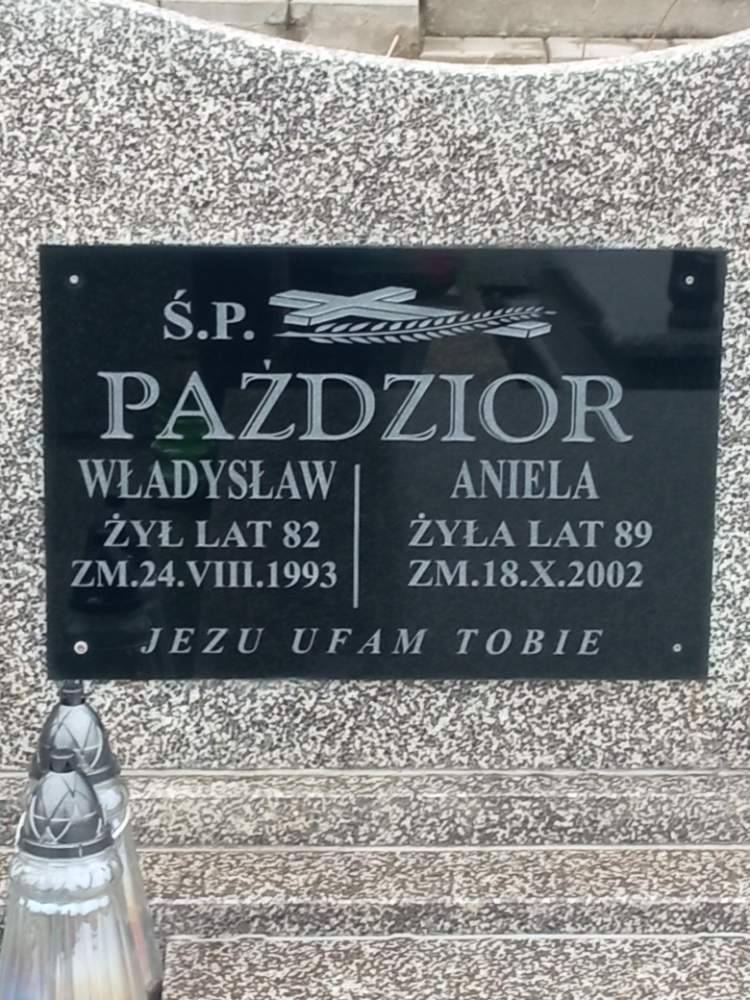 Ś.P.
PAŹDZIOR
WŁADYSŁAW
ŻYŁ LAT 82
ZM.24.VIII.1993
ANIELA
ŻYŁA LAT 89
ZM.18.X.2002
JEZU UFAM TOBIE